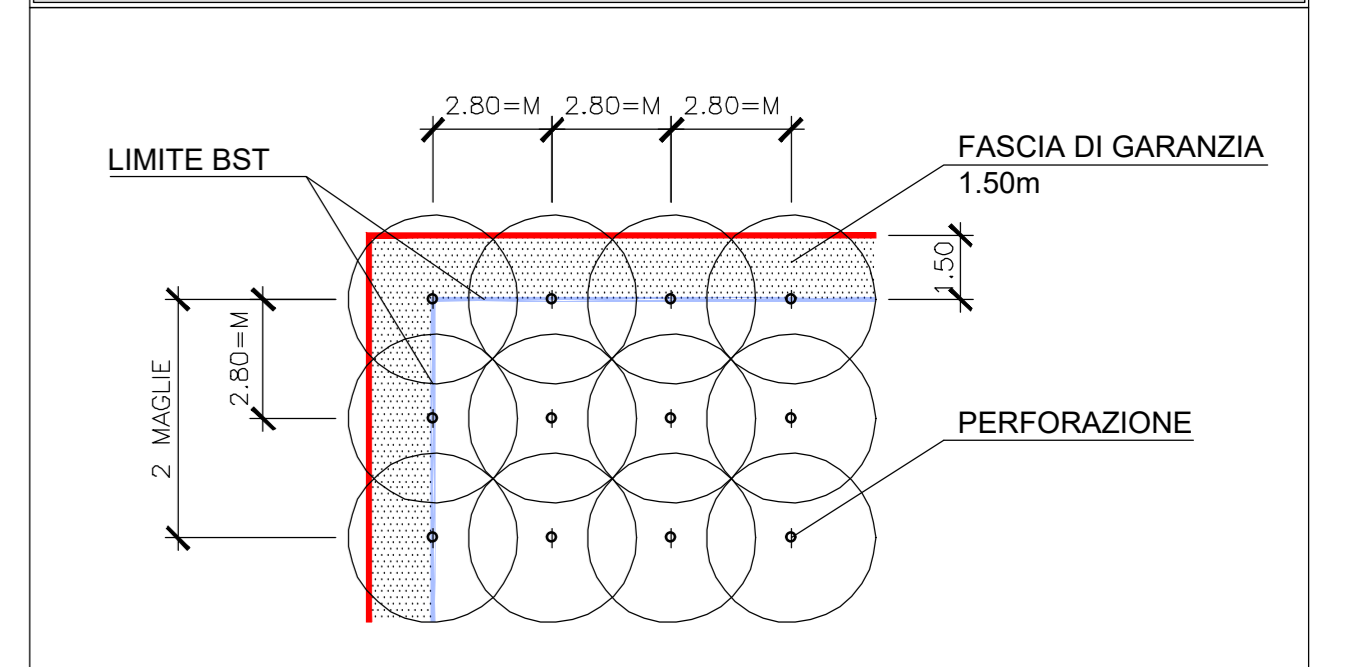 2.80=M 2.80=M 2.80=M
LIMITE BST
FASCIA DI GARANZIA
1.50m
1.50
2.80=M
2 MAGLIE
PERFORAZIONE